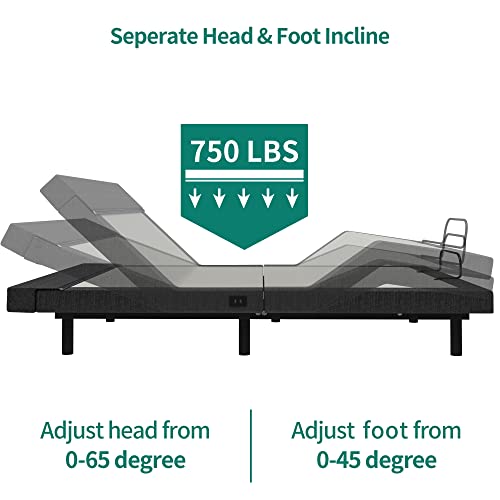 Seperate Head & Foot Incline
750 LBS
Adjust head from
0-65 degree
Adjust foot from
0-45 degree